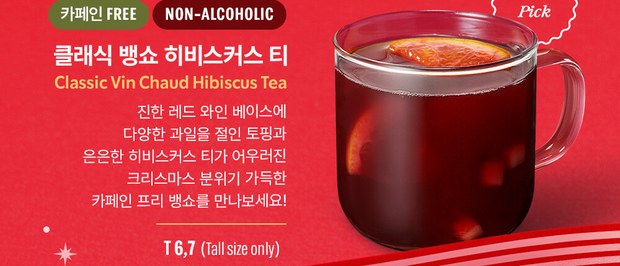 카페인 FREE
NON-ALCOHOLIC
Pick
클래식 뱅쇼 히비스커스 티
Classic Vin Chaud Hibiscus Tea
진한 레드 와인 베이스에
다양한 과일을 절인 토핑과
은은한 히비스커스 티가 어우러진
크리스마스 분위기 가득한
카페인 프리 뱅쇼를 만나보세요!
T 6,7 (Tall size only)